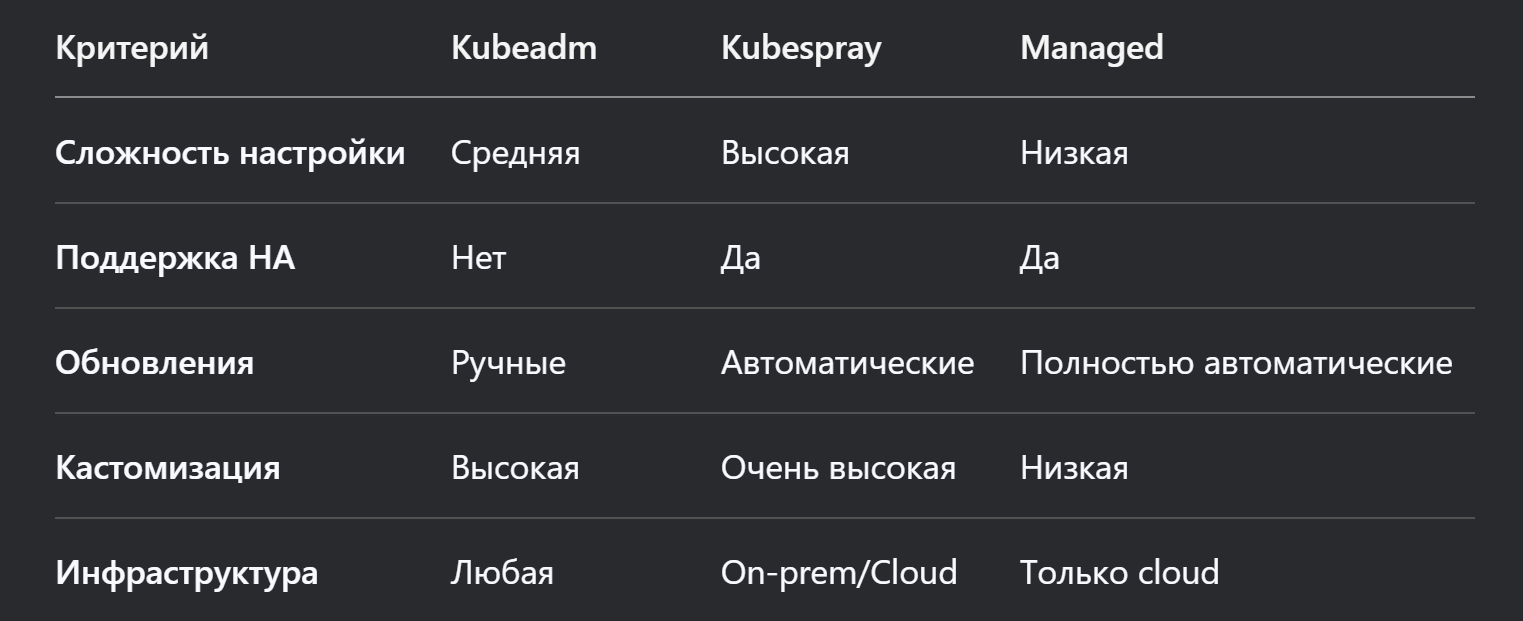 Критерий Kubeadm Kubespray Managed
Сложность настройки Средняя Высокая Низкая
Поддержка HA Нет Да Да
Обновления Ручные Автоматические Полностью автоматические
Кастомизация Высокая Очень высокая Низкая
Инфраструктура Любая On-prem/Cloud Только cloud